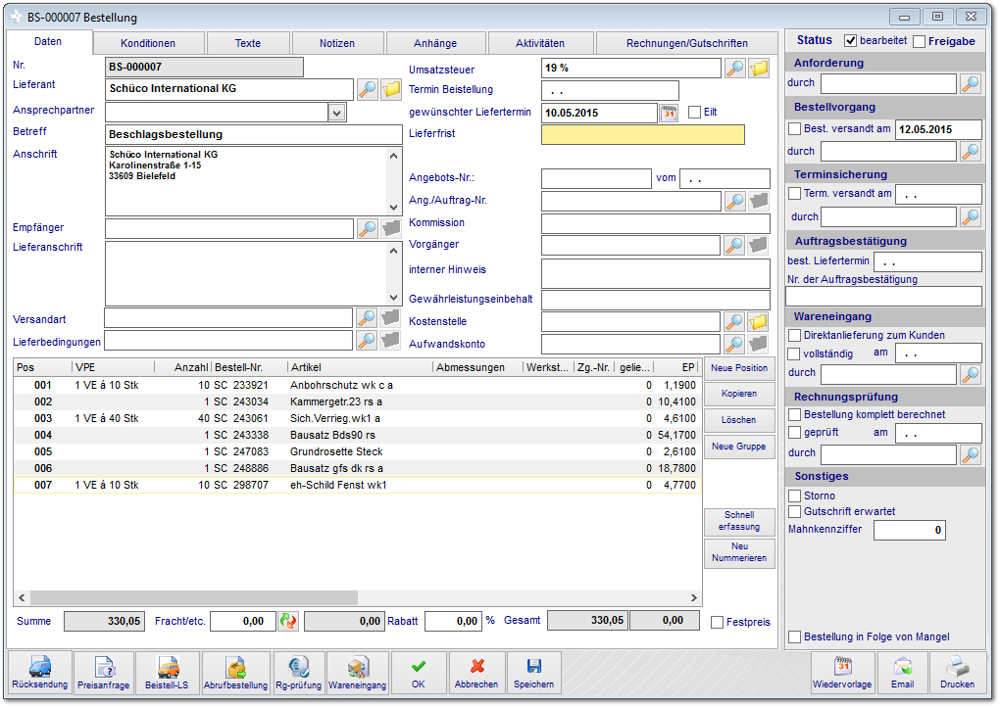 BS-000007 Bestellung
Daten Konditionen Texte Notizen Anhänge Aktivitäten Rechnungen/Gutschriften
Nr. BS-000007
Lieferant Schüco International KG
Ansprechpartner
Betreff Beschlagsbestellung
Anschrift Schüco International KG
Karolinenstraße 1-15
33609 Bielefeld
Empfänger
Lieferanschrift
Versandart
Lieferbedingungen
Umsatzsteuer 19 %
Termin Beistellung . .
gewünschter Liefertermin 10.05.2015 31 Eilt
Lieferfrist
Angebots-Nr.: vom . .
Ang./Auftrag-Nr.
Kommission
Vorgänger
interner Hinweis
Gewährleistungseinbehalt
Kostenstelle
Aufwandskonto
Pos VPE Anzahl Bestell-Nr. Artikel Abmessungen Werkst... Zg.-Nr. gelie... EP
001 1 VE á 10 Stk 10 SC 233921 Anbohrschutz wk c a 0 1,1900
002 1 SC 243034 Kammergetr.23 rs a 0 10,4100
003 1 VE á 40 Stk 40 SC 243061 Sich.Verrieg.wk1 a 0 4,6100
004 1 SC 243338 Bausatz Bds90 rs 0 54,1700
005 1 SC 247083 Grundrosette Steck 0 2,6100
006 1 SC 248886 Bausatz gfs dk rs a 0 18,7800
007 1 VE á 10 Stk 10 SC 298707 eh-Schild Fenst wk1 0 4,7700
Neue Position
Kopieren
Löschen
Neue Gruppe
Schnell
erfassung
Neu
Nummerieren
Summe 330,05 Fracht/etc. 0,00 0,00 Rabatt 0,00 % Gesamt 330,05 0,00 Festpreis
Status bearbeitet Freigabe
Anforderung
durch
Bestellvorgang
Best. versandt am 12.05.2015
durch
Terminsicherung
Term. versandt am . .
durch
Auftragsbestätigung
best. Liefertermin . .
Nr. der Auftragsbestätigung
Wareneingang
Direktanlieferung zum Kunden
vollständig am . .
durch
Rechnungsprüfung
Bestellung komplett berechnet
geprüft am . .
durch
Sonstiges
Storno
Gutschrift erwartet
Mahnkennziffer 0
Bestellung in Folge von Mangel
Rücksendung Preisanfrage Beistell-LS Abrufbestellung Rg-prüfung Wareneingang OK Abbrechen Speichern 31 Wiedervorlage Email Drucken